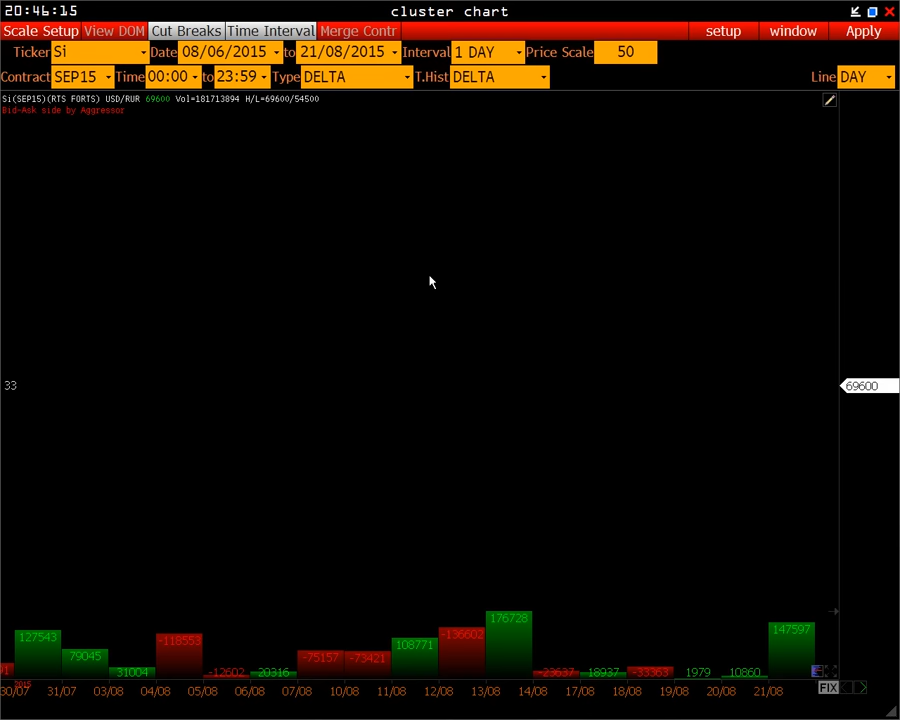 20:46:15 cluster chart
Scale Setup View DOM Cut Breaks Time Interval Merge Contr setup window Apply
Ticker Si Date 08/06/2015 to 21/08/2015 Interval 1 DAY Price Scale 50
Contract SEP15 Time 00:00 to 23:59 Type DELTA T.Hist DELTA Line DAY
Si(SEP15)(RTS FORTS) USD/RUR 69600 Vol=181713894 H/L=69600/54500
Bid-Ask side by Aggressor
33 69600
91 127543 79045 31004 -118553 -12602 20316 -75157 -73421 108771 -136602 176728 -23637 18937 -33363 1979 10860 147597
30/07 2015 31/07 03/08 04/08 05/08 06/08 07/08 10/08 11/08 12/08 13/08 14/08 17/08 18/08 19/08 20/08 21/08 FIX